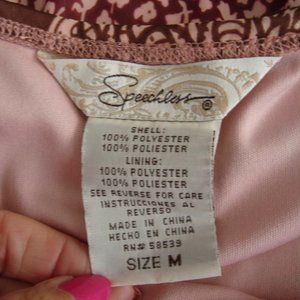 Speechless ®
SHELL:
100% POLYESTER
100% POLIESTER
LINING:
100% POLYESTER
100% POLIESTER
SEE REVERSE FOR CARE
INSTRUCCIONES AL
REVERSO
MADE IN CHINA
HECHO EN CHINA
RN# 58539
SIZE M